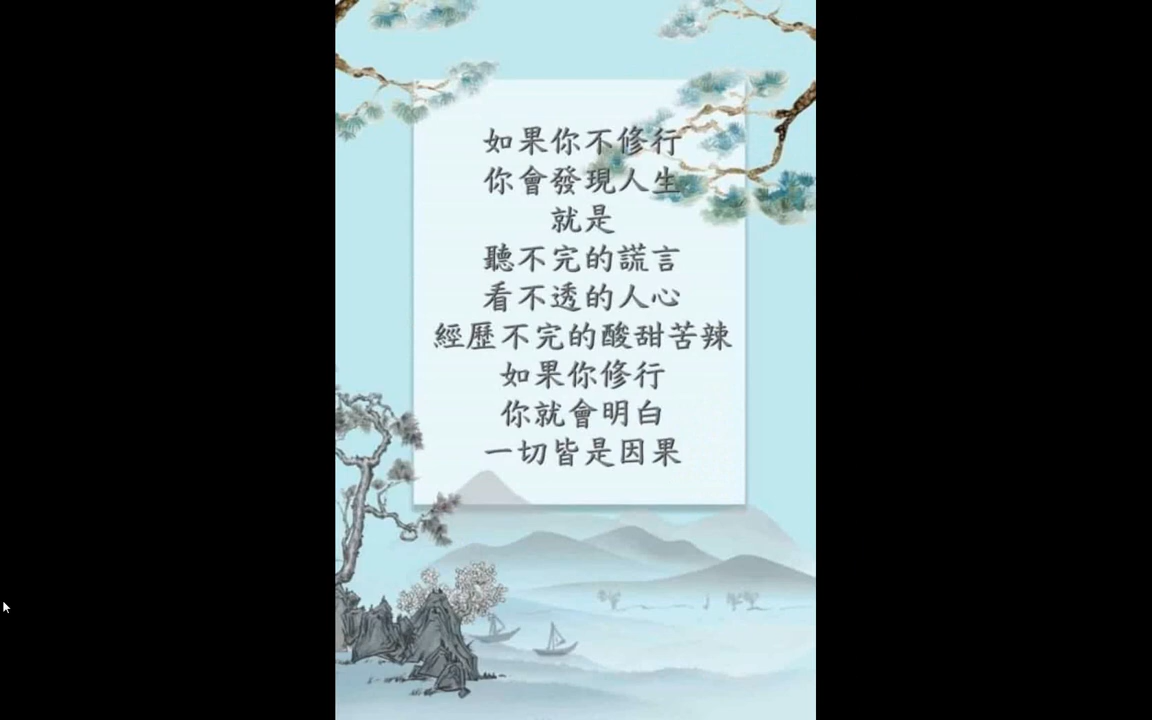 如果你不修行
你會發現人生
就是
聽不完的謊言
看不透的人心
經歷不完的酸甜苦辣
如果你修行
你就會明白
一切皆是因果